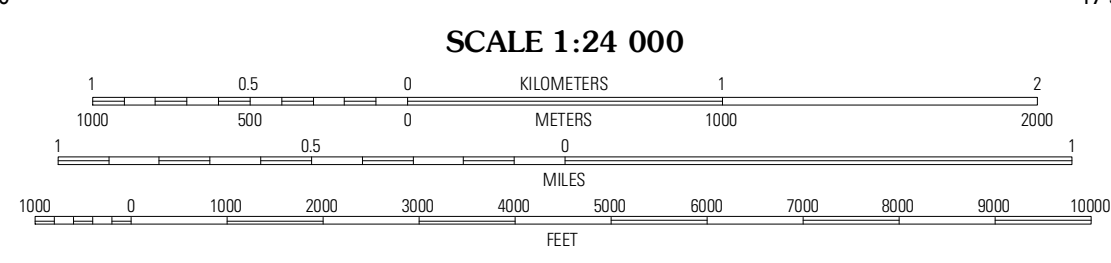 SCALE 1:24 000
1 0.5 0 KILOMETERS 1 2
1000 500 0 METERS 1000 2000
1 0.5 0 1
MILES
1000 0 1000 2000 3000 4000 5000 6000 7000 8000 9000 10000
FEET